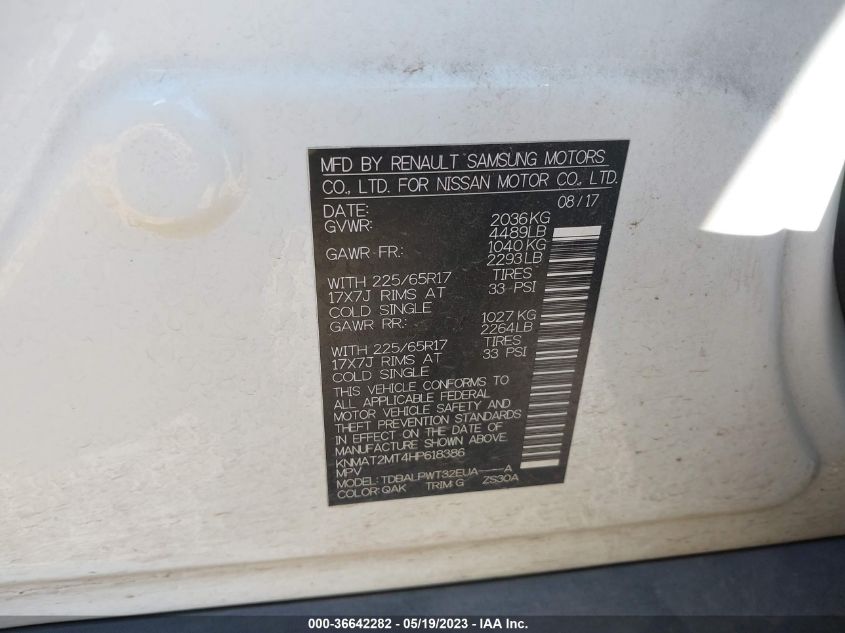 MFD BY RENAULT SAMSUNG MOTORS
CO., LTD. FOR NISSAN MOTOR CO., LTD.
DATE: 08/17
GVWR: 2036KG
4489LB
GAWR FR: 1040KG
2293LB
WITH 225/65R17 TIRES
17X7J RIMS AT 33 PSI
COLD SINGLE
GAWR RR: 1027KG
2264LB
WITH 225/65R17 TIRES
17X7J RIMS AT 33 PSI
COLD SINGLE
THIS VEHICLE CONFORMS TO
ALL APPLICABLE FEDERAL
MOTOR VEHICLE SAFETY AND
THEFT PREVENTION STANDARDS
IN EFFECT ON THE DATE OF
MANUFACTURE SHOWN ABOVE.
KNMAT2MT4HP618386
MPV
MODEL: TDBALPWT32EUA----A
COLOR: QAK TRIM: G ZS30A
000-36642282 - 05/19/2023 - IAA Inc.